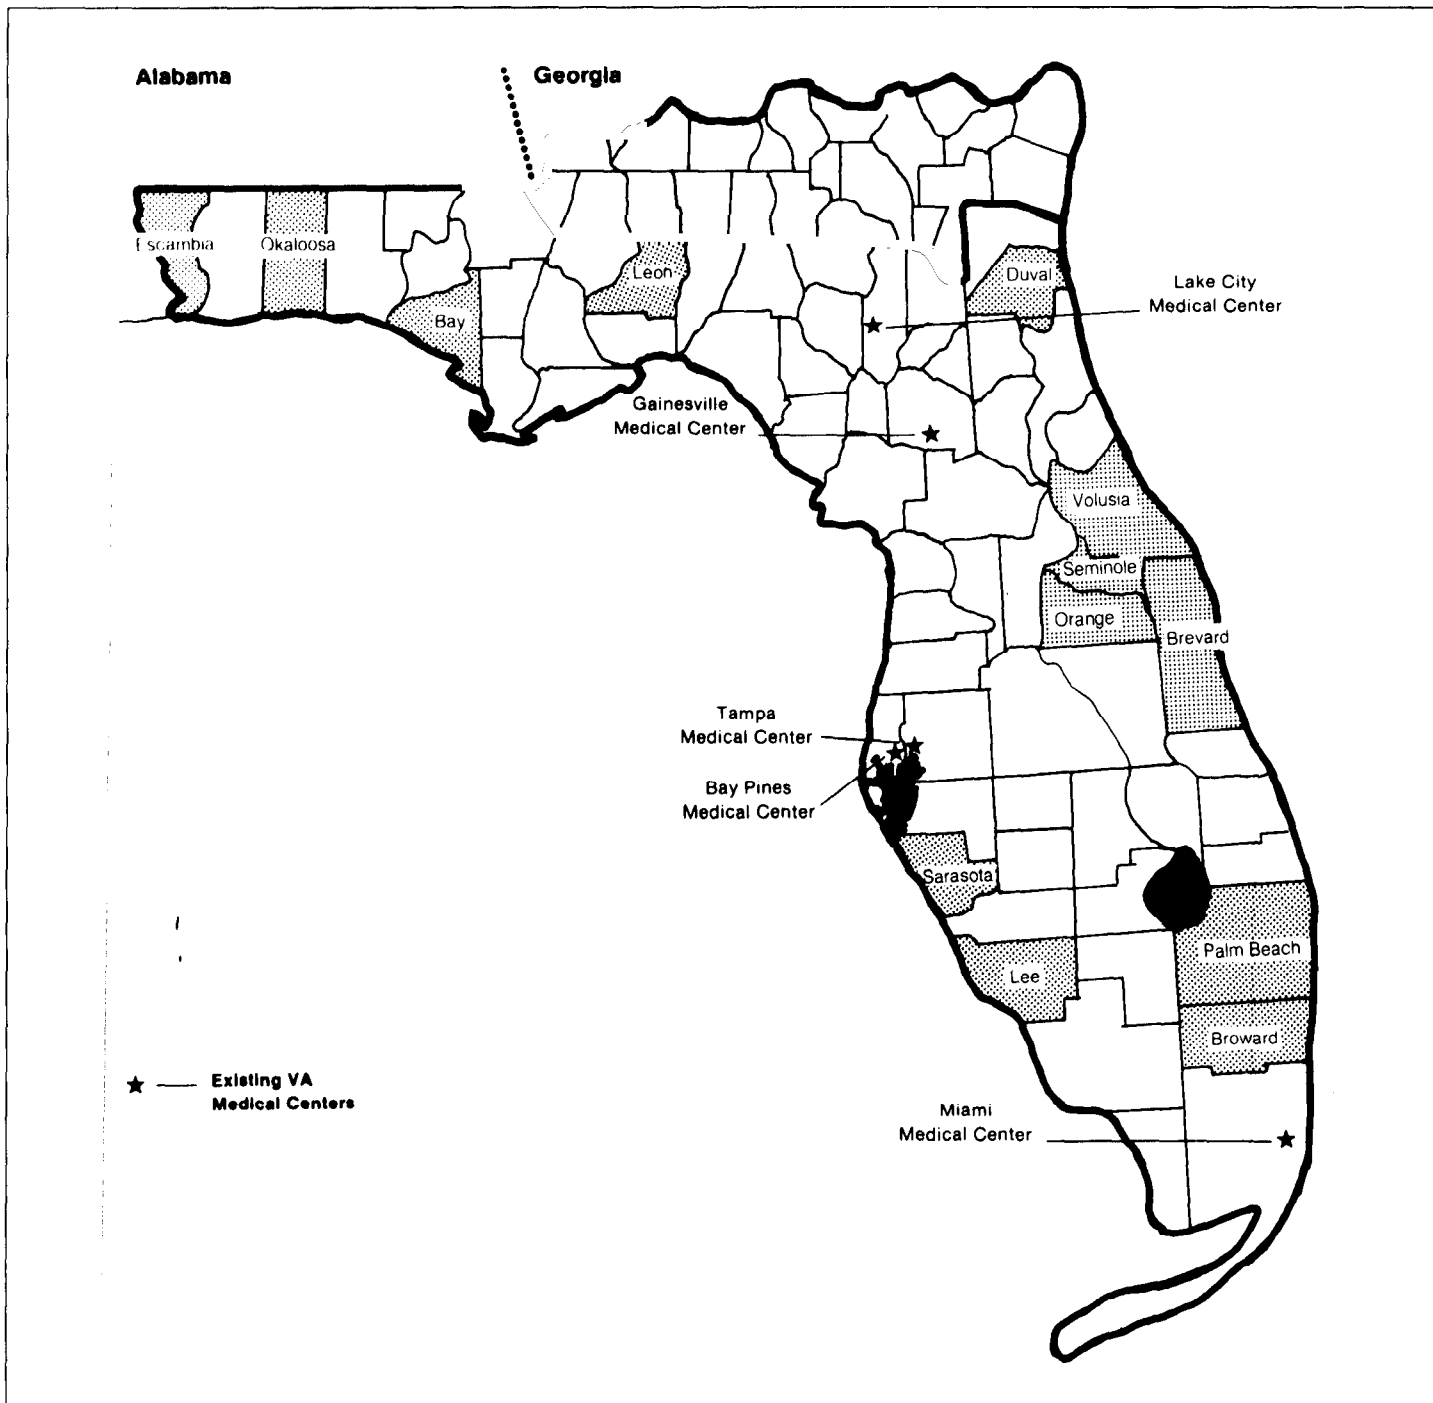 Alabama
Georgia
Escambia
Okaloosa
Bay
Leon
Duval
Lake City
Medical Center
Gainesville
Medical Center
Volusia
Seminole
Orange
Brevard
Tampa
Medical Center
Bay Pines
Medical Center
Sarasota
Lee
Palm Beach
Broward
Existing VA
Medical Centers
Miami
Medical Center